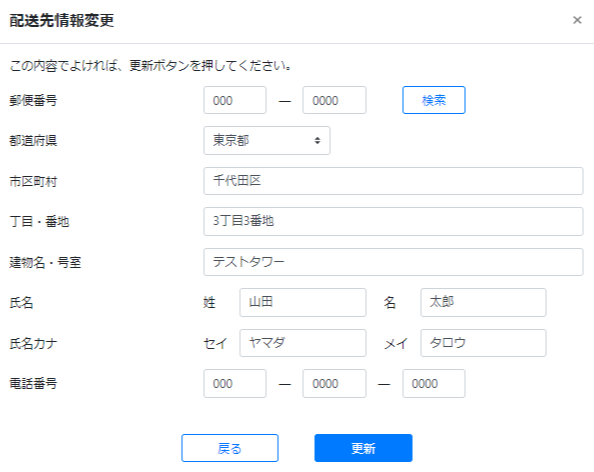 配送先情報変更 ×
この内容でよければ、更新ボタンを押してください。
郵便番号 000 — 0000 検索
都道府県 東京都
市区町村 千代田区
丁目・番地 3丁目3番地
建物名・号室 テストタワー
氏名 姓 山田 名 太郎
氏名カナ セイ ヤマダ メイ タロウ
電話番号 000 — 0000 — 0000
戻る 更新